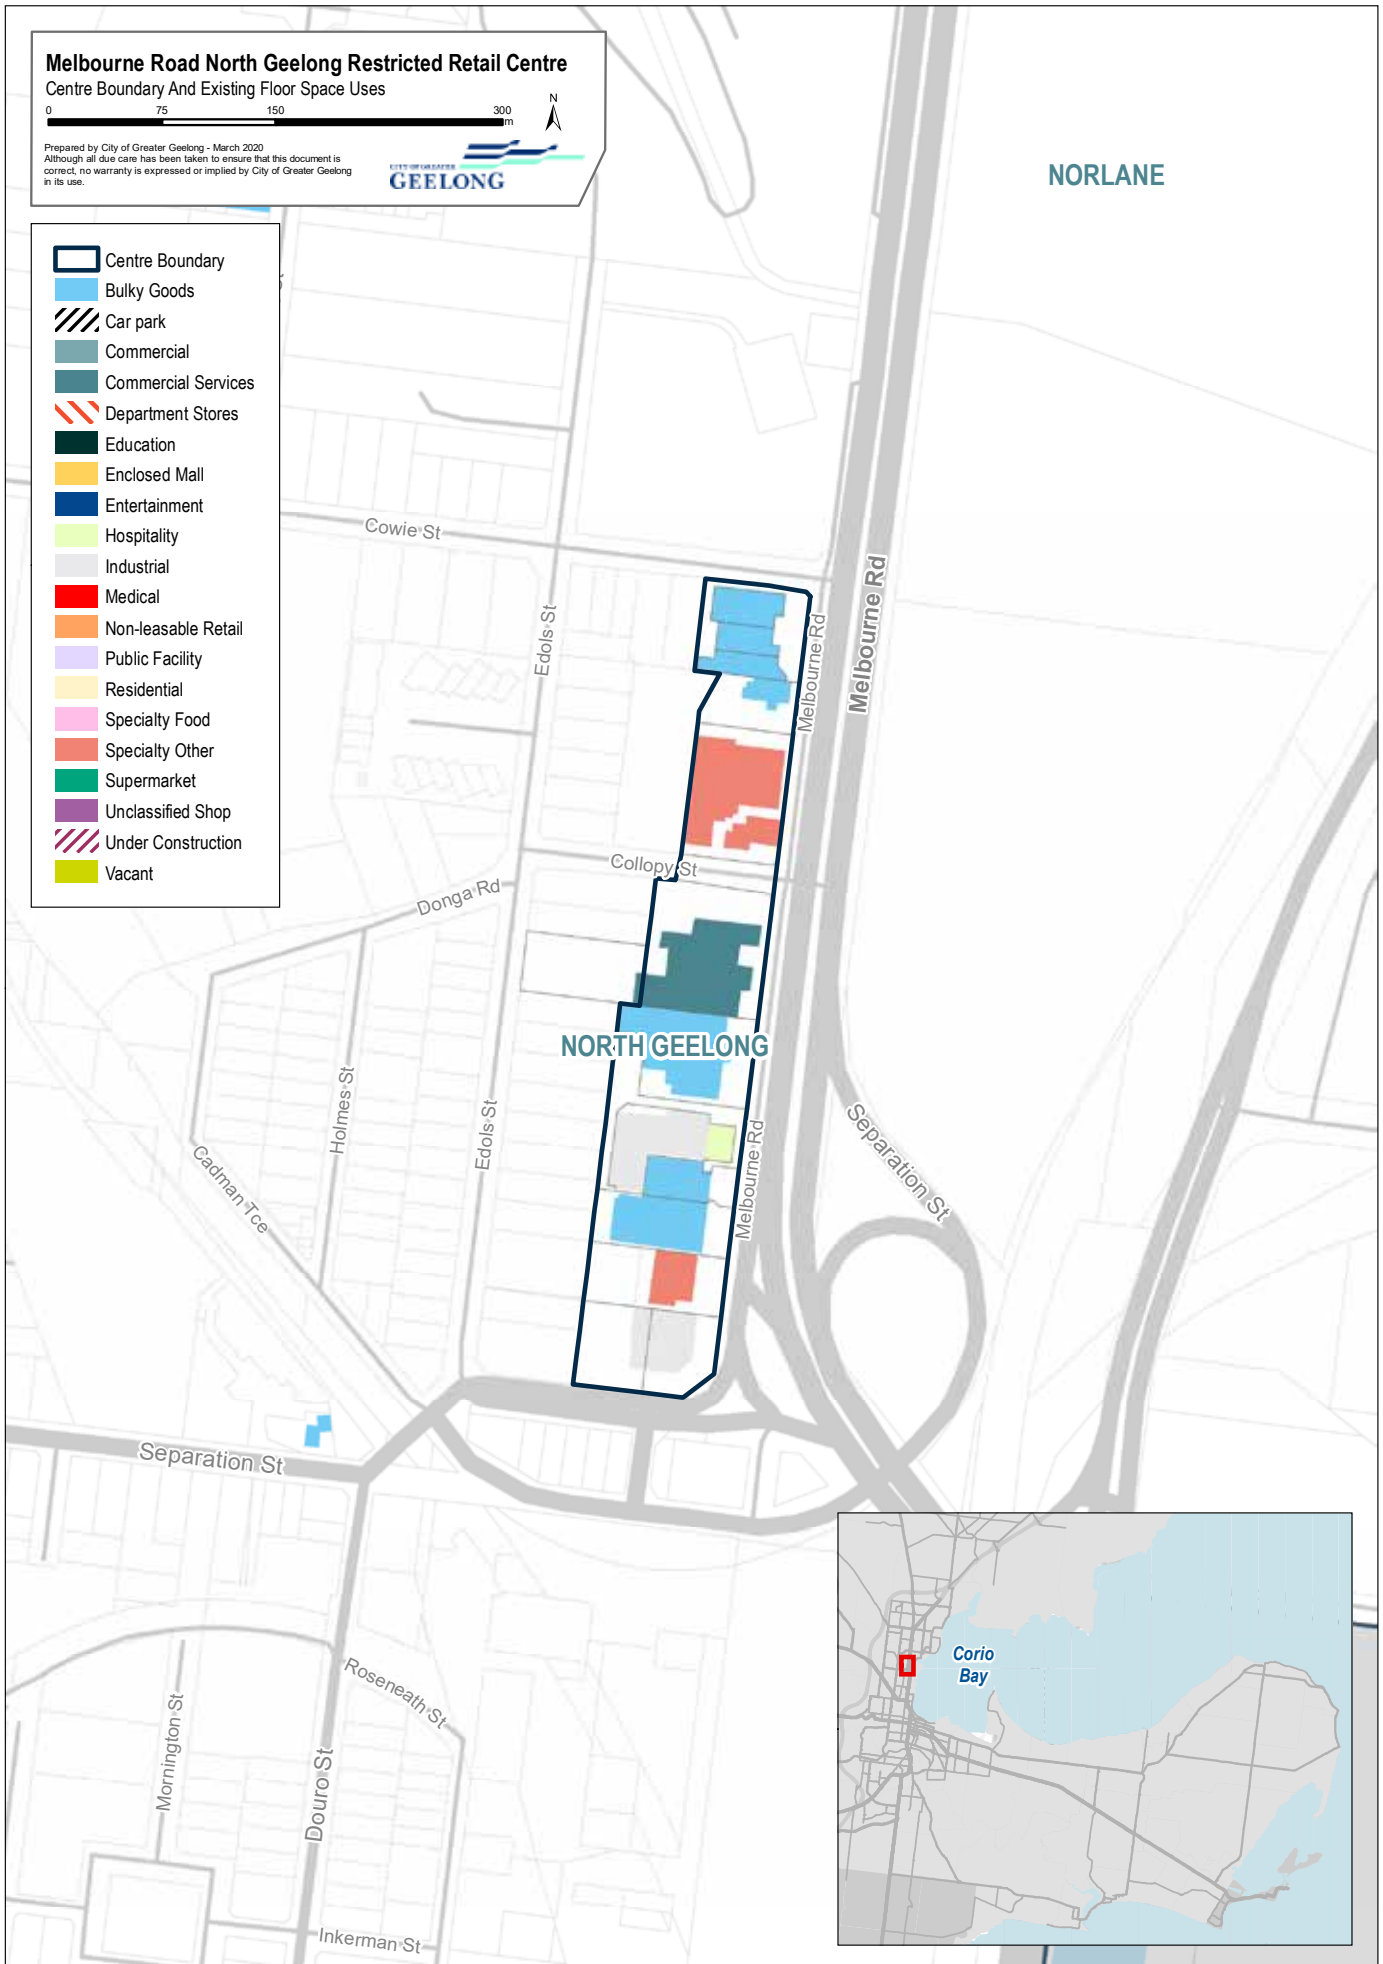 Melbourne Road North Geelong Restricted Retail Centre
Centre Boundary And Existing Floor Space Uses
0 75 150 300
m
N
Prepared by City of Greater Geelong - March 2020
Although all due care has been taken to ensure that this document is
correct, no warranty is expressed or implied by City of Greater Geelong
in its use.
CITY OF GREATER
GEELONG
NORLANE
Centre Boundary
Bulky Goods
Car park
Commercial
Commercial Services
Department Stores
Education
Enclosed Mall
Entertainment
Hospitality
Industrial
Medical
Non-leasable Retail
Public Facility
Residential
Specialty Food
Specialty Other
Supermarket
Unclassified Shop
Under Construction
Vacant
Cowie St
Edols St
Melbourne Rd
Melbourne Rd
Collopy St
Donga Rd
NORTH GEELONG
Holmes St
Edols St
Cadman Tce
Melbourne Rd
Separation St
Separation St
Roseneath St
Mornington St
Douro St
Inkerman St
Corio
Bay